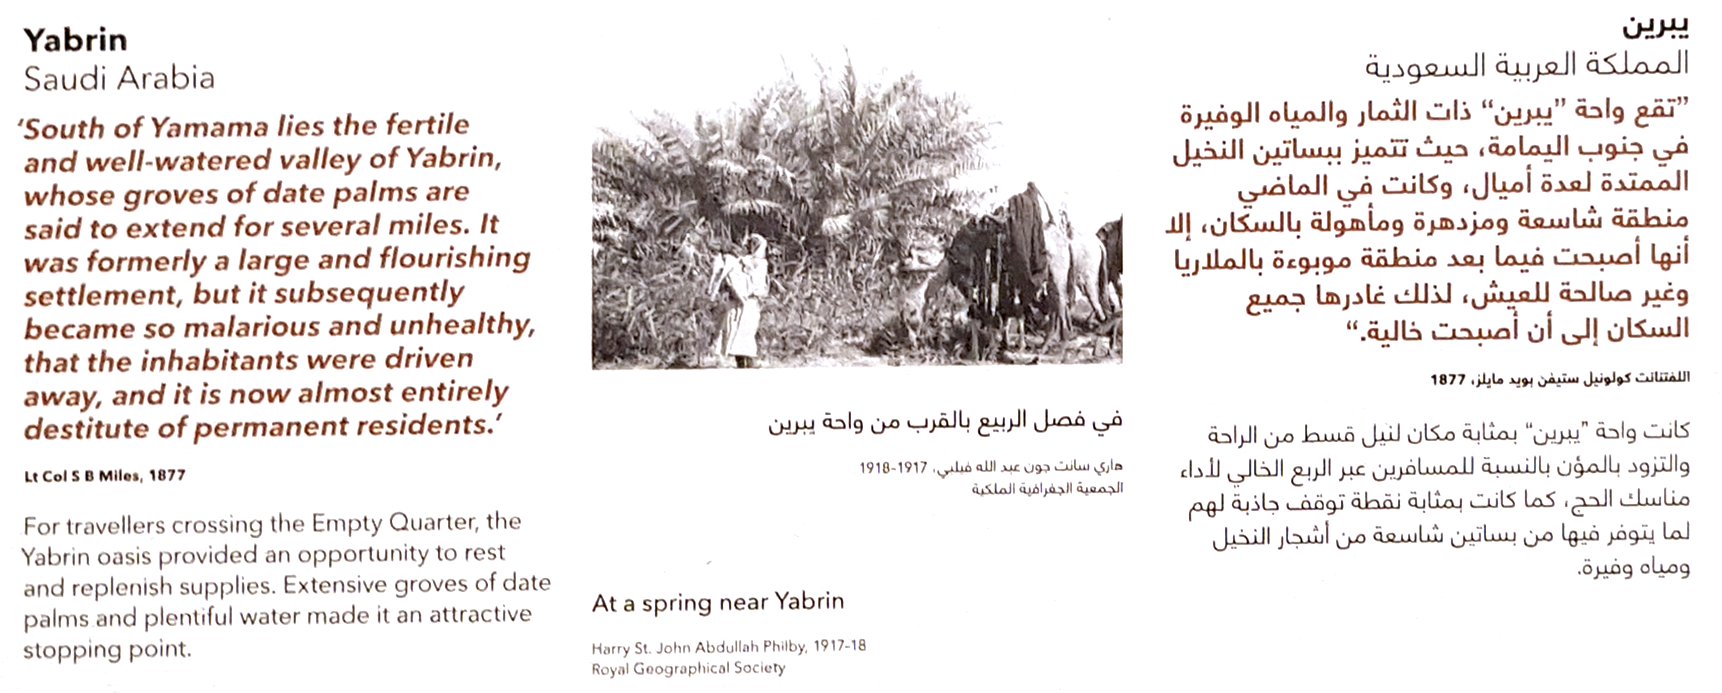 Yabrin
Saudi Arabia
‘South of Yamama lies the fertile
and well-watered valley of Yabrin,
whose groves of date palms are
said to extend for several miles. It
was formerly a large and flourishing
settlement, but it subsequently
became so malarious and unhealthy,
that the inhabitants were driven
away, and it is now almost entirely
destitute of permanent residents.’
Lt Col S B Miles, 1877
For travellers crossing the Empty Quarter, the
Yabrin oasis provided an opportunity to rest
and replenish supplies. Extensive groves of date
palms and plentiful water made it an attractive
stopping point.
في فصل الربيع بالقرب من واحة يبرين
هاري سانت جون عبد الله فيلبي، 1917-1918
الجمعية الجغرافية الملكية
At a spring near Yabrin
Harry St. John Abdullah Philby, 1917-18
Royal Geographical Society
يبرين
المملكة العربية السعودية
”تقع واحة ”يبرين“ ذات الثمار والمياه الوفيرة
في جنوب اليمامة، حيث تتميز ببساتين النخيل
الممتدة لعدة أميال، وكانت في الماضي
منطقة شاسعة ومزدهرة ومأهولة بالسكان، إلا
أنها أصبحت فيما بعد منطقة موبوءة بالملاريا
وغير صالحة للعيش، لذلك غادرها جميع
السكان إلى أن أصبحت خالية.“
اللفتنانت كولونيل ستيفن بويد مايلز، 1877
كانت واحة ”يبرين“ بمثابة مكان لنيل قسط من الراحة
والتزود بالمؤن بالنسبة للمسافرين عبر الربع الخالي لأداء
مناسك الحج، كما كانت بمثابة نقطة توقف جاذبة لهم
لما يتوفر فيها من بساتين شاسعة من أشجار النخيل
ومياه وفيرة.